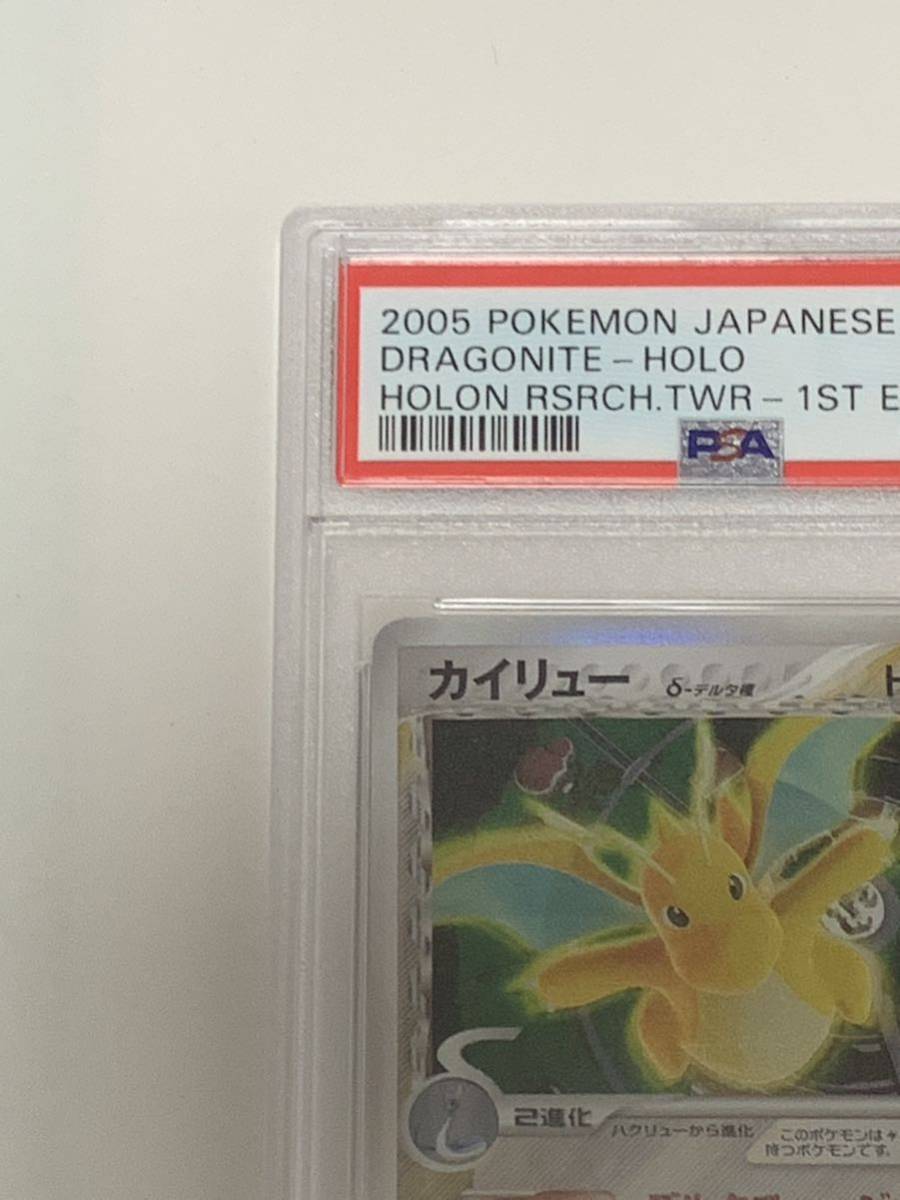 2005 POKEMON JAPANESE
DRAGONITE – HOLO
HOLON RSRCH.TWR – 1ST E
PSA
カイリュー δ-デルタ種 H
2進化 ハクリューから進化
このポケモンは
持つポケモンです。